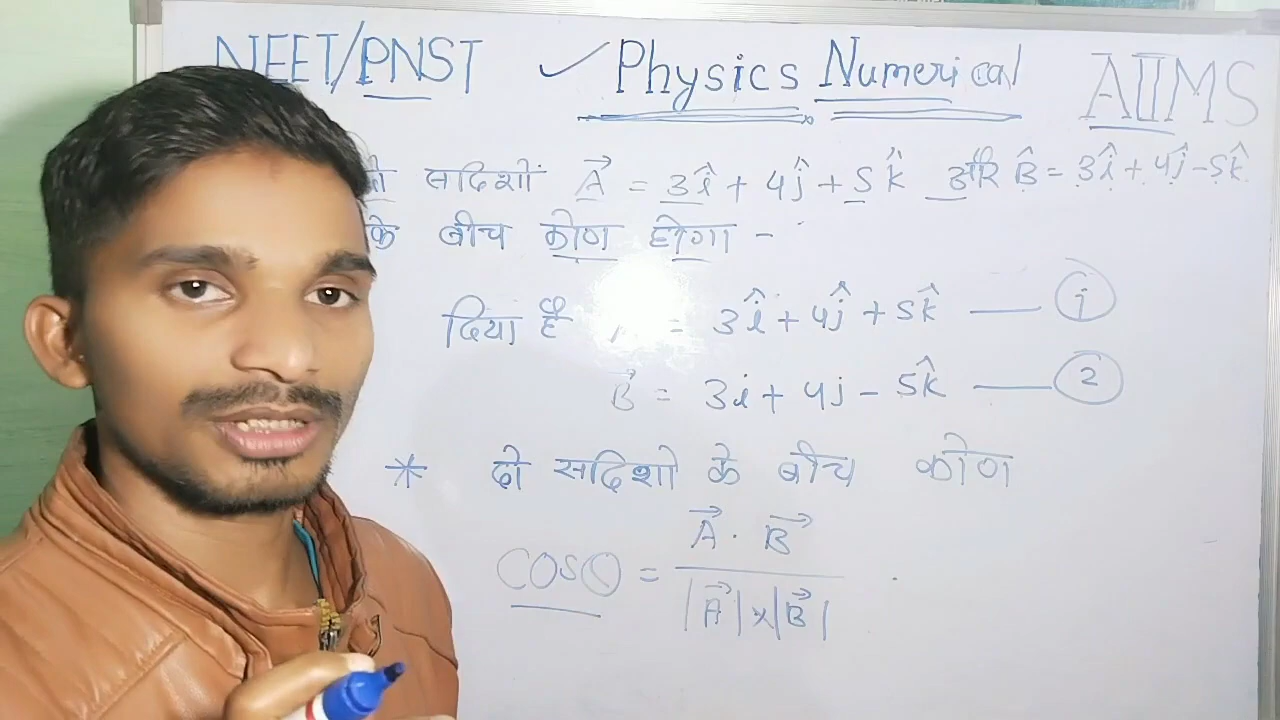 NEET/PNST ✓ Physics Numerical AIIMS
सदिशों A⃗ = 3î + 4ĵ + 5k̂ और B̂ = 3î + 4ĵ - 5k̂
के बीच कोण होगा -
दिया है = 3î + 4ĵ + 5k̂ —— ①
B⃗ = 3i + 4j - 5k̂ —— ②
* दो सदिशो के बीच कोण
A⃗ . B⃗
COSθ =
|A⃗| × |B⃗|